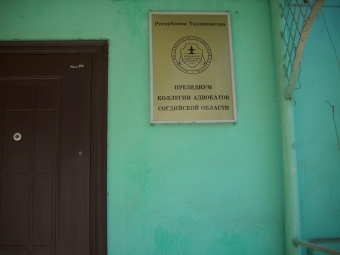 Республика Таджикистан
ПРЕЗИДИУМ
КОЛЛЕГИИ АДВОКАТОВ
СОГДИЙСКОЙ ОБЛАСТИ